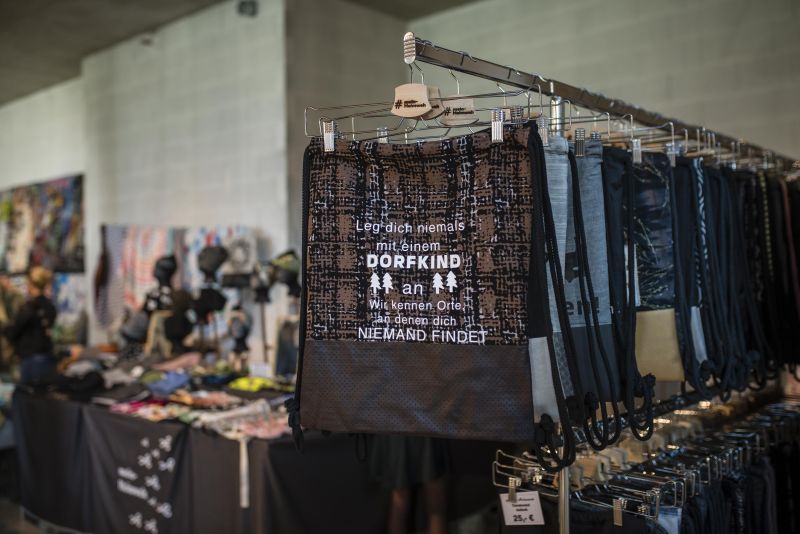 Leg dich niemals
mit einem
DORFKIND
an
Wir kennen Orte,
an denen dich
NIEMAND FINDET
25,- €